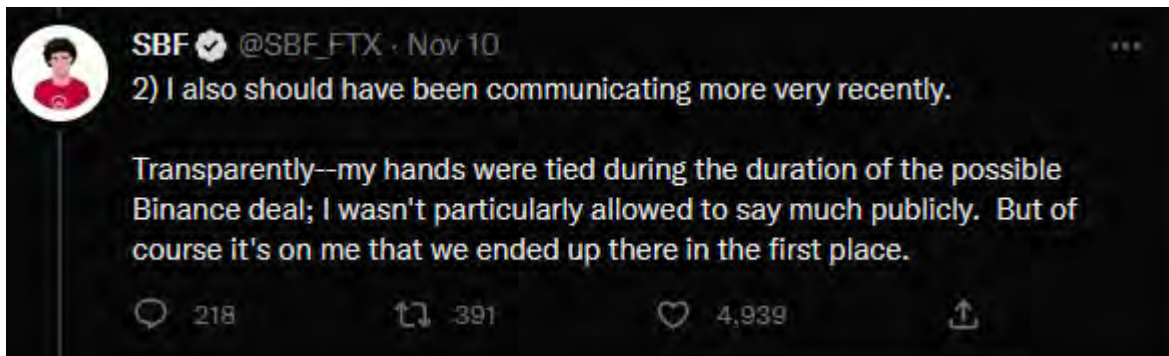 SBF @SBF_FTX · Nov 10
2) I also should have been communicating more very recently.
Transparently--my hands were tied during the duration of the possible
Binance deal; I wasn't particularly allowed to say much publicly.  But of
course it's on me that we ended up there in the first place.
218 391 4,939